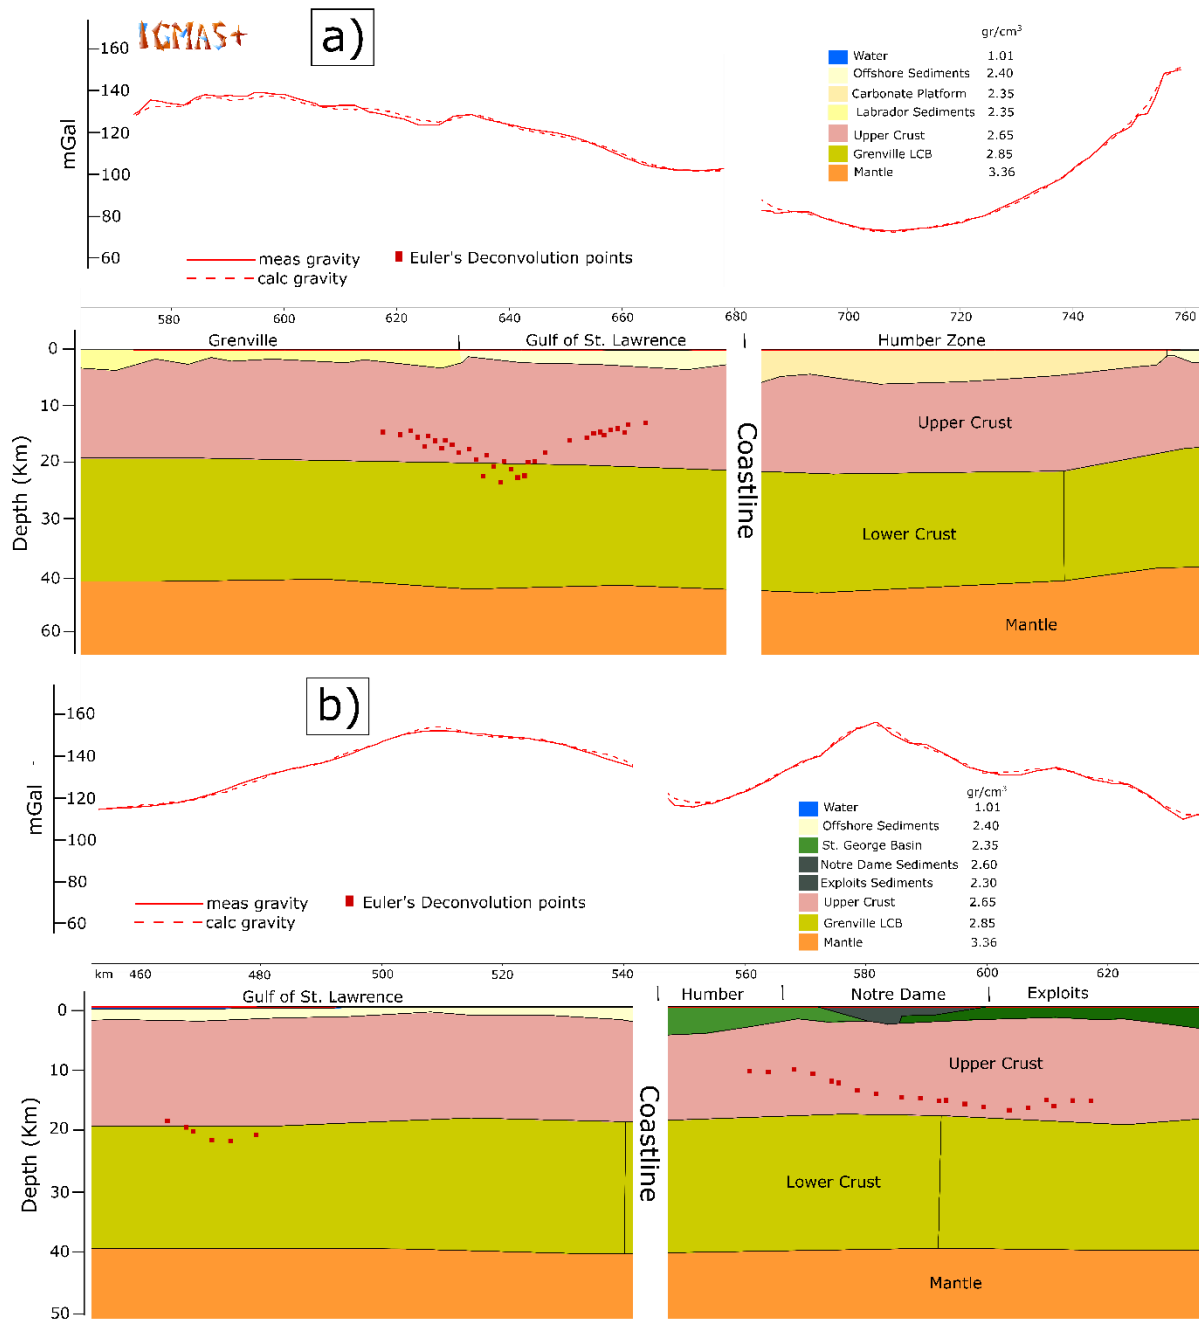 IGMAS+
a)
gr/cm³
Water 1.01
Offshore Sediments 2.40
Carbonate Platform 2.35
Labrador Sediments 2.35
Upper Crust 2.65
Grenville LCB 2.85
Mantle 3.36
mGal
160
140
120
100
80
60
meas gravity
calc gravity
Euler's Deconvolution points
580 600 620 640 660 680 700 720 740 760
Grenville Gulf of St. Lawrence Humber Zone
Depth (Km)
0
10
20
30
40
60
Coastline
Upper Crust
Lower Crust
Mantle
b)
mGal -
160
140
120
100
80
60
gr/cm³
Water 1.01
Offshore Sediments 2.40
St. George Basin 2.35
Notre Dame Sediments 2.60
Exploits Sediments 2.30
Upper Crust 2.65
Grenville LCB 2.85
Mantle 3.36
meas gravity
calc gravity
Euler's Deconvolution points
km 460 480 500 520 540 560 580 600 620
Gulf of St. Lawrence Humber Notre Dame Exploits
Depth (Km)
0
10
20
30
40
50
Coastline
Upper Crust
Lower Crust
Mantle